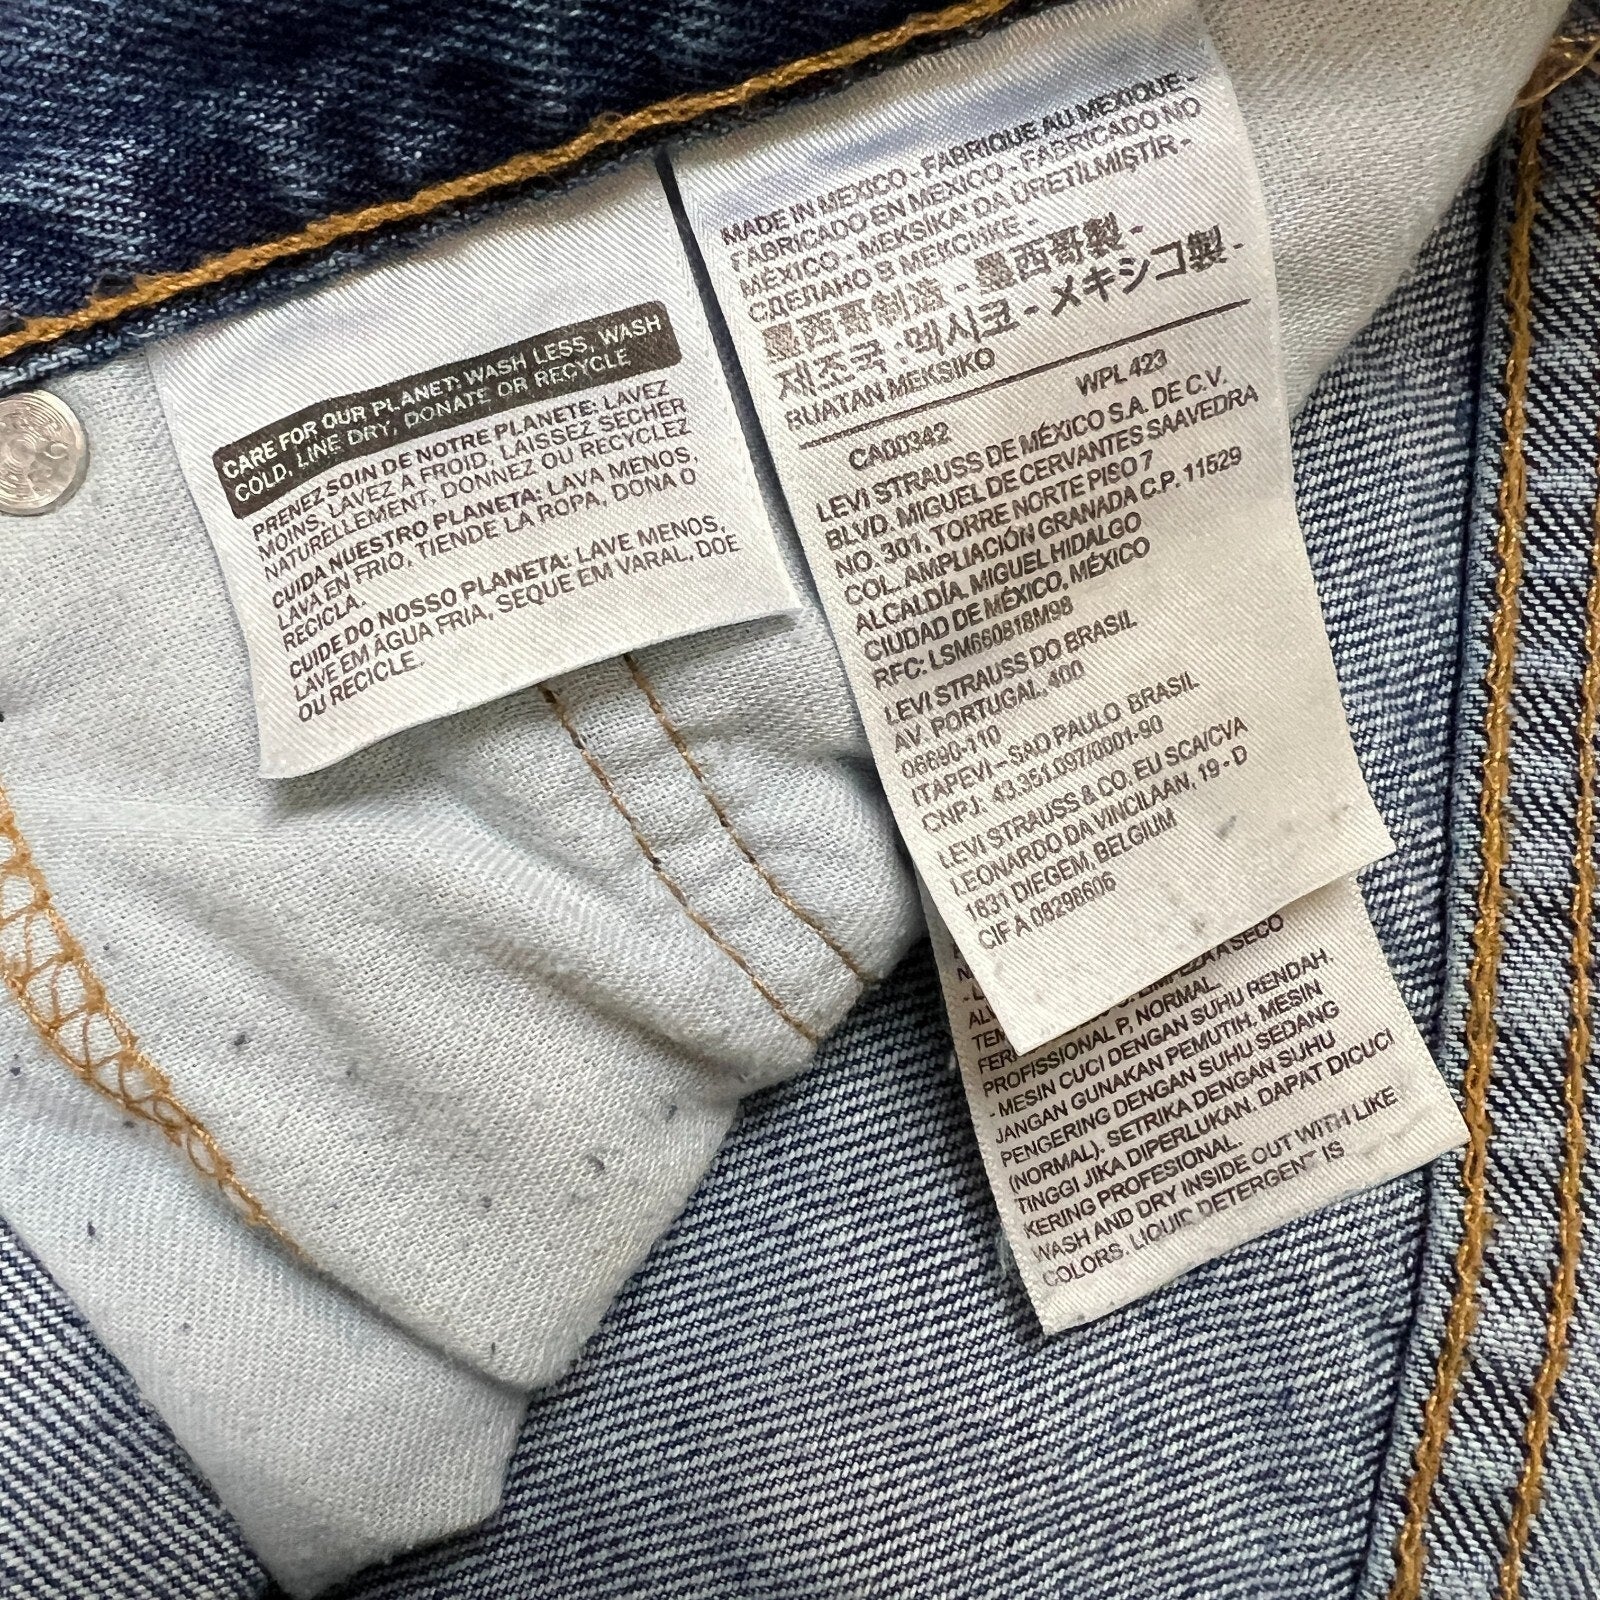 CARE FOR OUR PLANET: WASH LESS, WASH
COLD, LINE DRY, DONATE OR RECYCLE
PRENEZ SOIN DE NOTRE PLANETE: LAVEZ
MOINS, LAVEZ A FROID, LAISSEZ SECHER
NATURELLEMENT, DONNEZ OU RECYCLEZ
CUIDA NUESTRO PLANETA: LAVA MENOS,
LAVA EN FRIO, TIENDE LA ROPA, DONA O
RECICLA.
CUIDE DO NOSSO PLANETA: LAVE MENOS,
LAVE EM ÁGUA FRIA, SEQUE EM VARAL, DOE
OU RECICLE.
MADE IN MEXICO - FABRIQUE AU MEXIQUE -
FABRICADO EN MEXICO - FABRICADO NO
MÉXICO - MEKSIKA' DA ÜRETİLMİŞTİR -
СДЕЛАНО В МЕКСИКЕ -
墨西哥制造 - 墨西哥製 -
제조국 : 멕시코 - メキシコ製 -
BUATAN MEKSIKO
WPL 423
CA00342
LEVI STRAUSS DE MÉXICO S.A. DE C.V.
BLVD. MIGUEL DE CERVANTES SAAVEDRA
NO. 301, TORRE NORTE PISO 7
COL. AMPLIACIÓN GRANADA C.P. 11529
ALCALDÍA. MIGUEL HIDALGO
CIUDAD DE MÉXICO, MÉXICO
RFC: LSM660818M98
LEVI STRAUSS DO BRASIL
AV. PORTUGAL, 400
06690-110
ITAPEVI – SAO PAULO BRASIL
CNPJ: 43.351.097/0001-90
LEVI STRAUSS & CO. EU SCA/CVA
LEONARDO DA VINCILAAN, 19 - D
1831 DIEGEM, BELGIUM
CIF A 08298606
LIMPEZA A SECO
PROFISSIONAL P, NORMAL.
- MESIN CUCI DENGAN SUHU RENDAH.
JANGAN GUNAKAN PEMUTIH. MESIN
PENGERING DENGAN SUHU SEDANG
(NORMAL). SETRIKA DENGAN SUHU
TINGGI JIKA DIPERLUKAN. DAPAT DICUCI
KERING PROFESIONAL.
WASH AND DRY INSIDE OUT WITH LIKE
COLORS. LIQUID DETERGENT IS